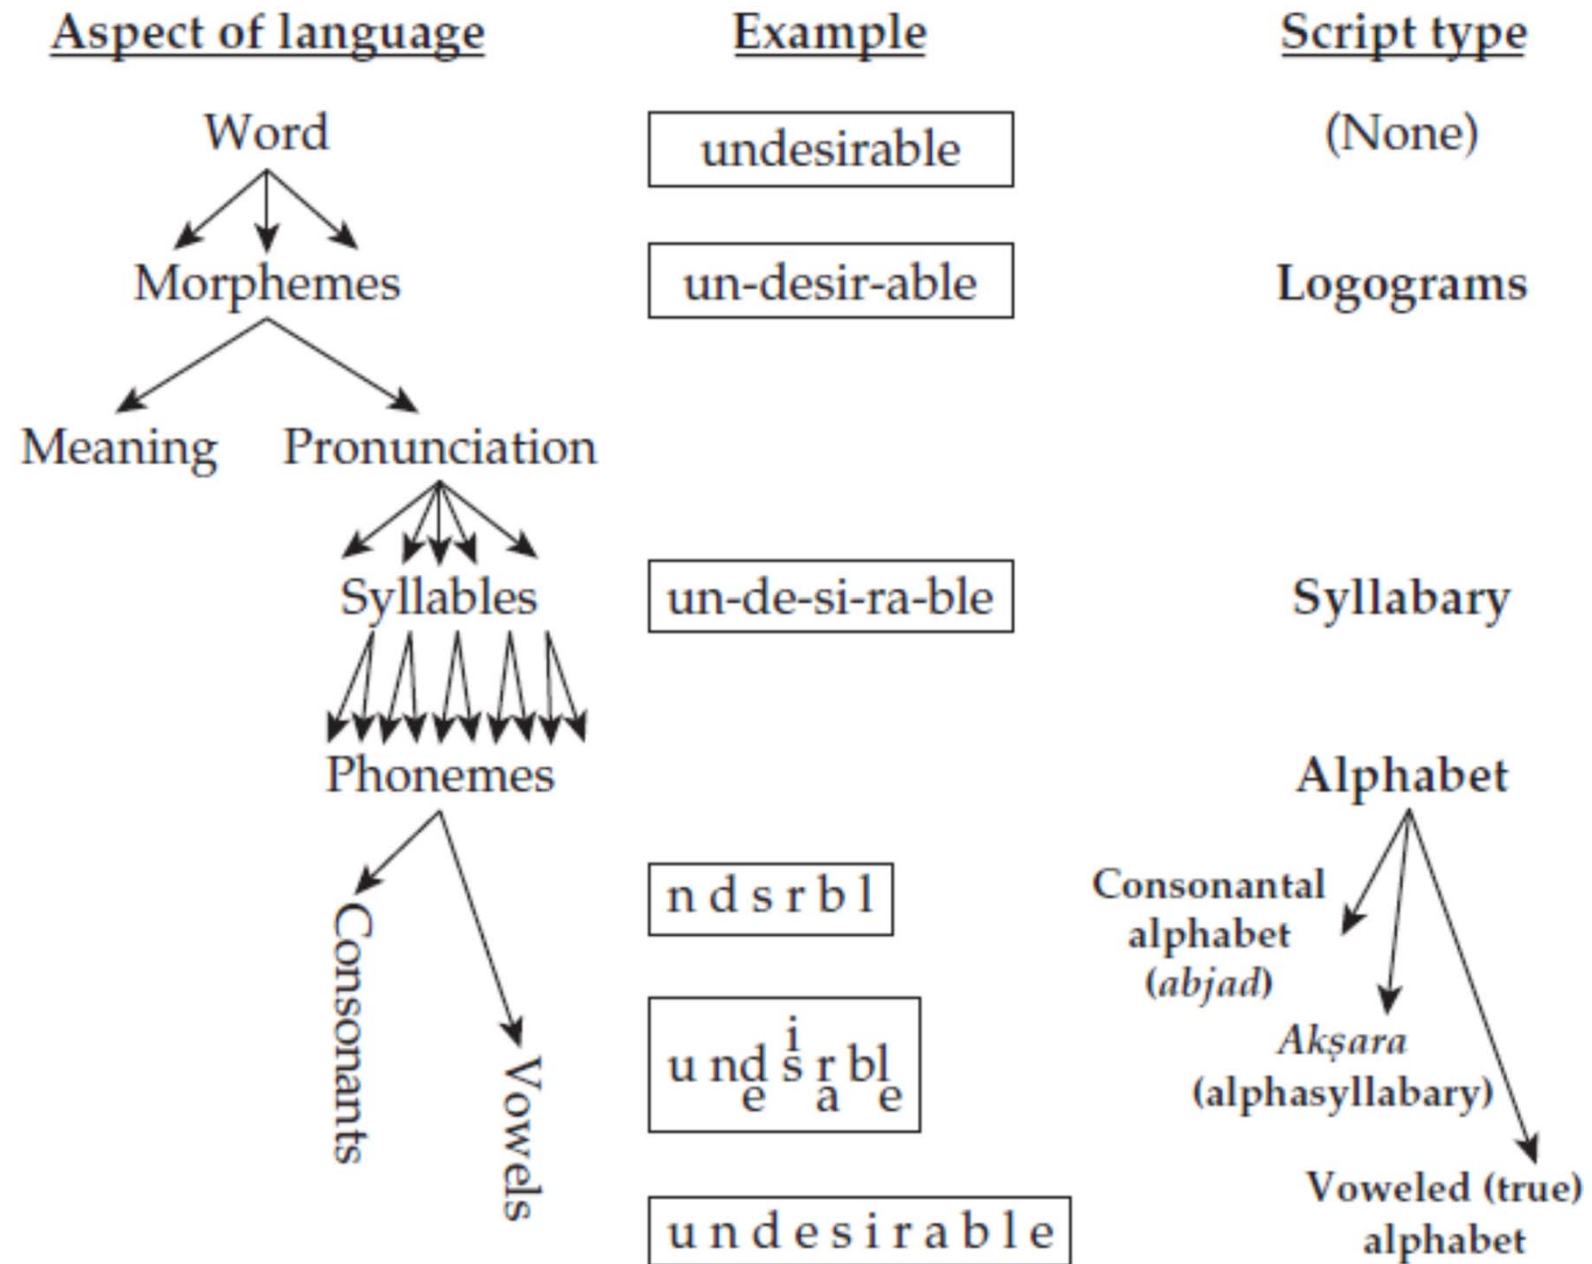 Aspect of language Example Script type
Word undesirable (None)
Morphemes un-desir-able Logograms
Meaning Pronunciation
Syllables un-de-si-ra-ble Syllabary
Phonemes Alphabet
Consonants
Vowels
n d s r b l
i
u nd s r bl
e a e
u n d e s i r a b l e
Consonantal
alphabet
(abjad)
Akṣara
(alphasyllabary)
Voweled (true)
alphabet